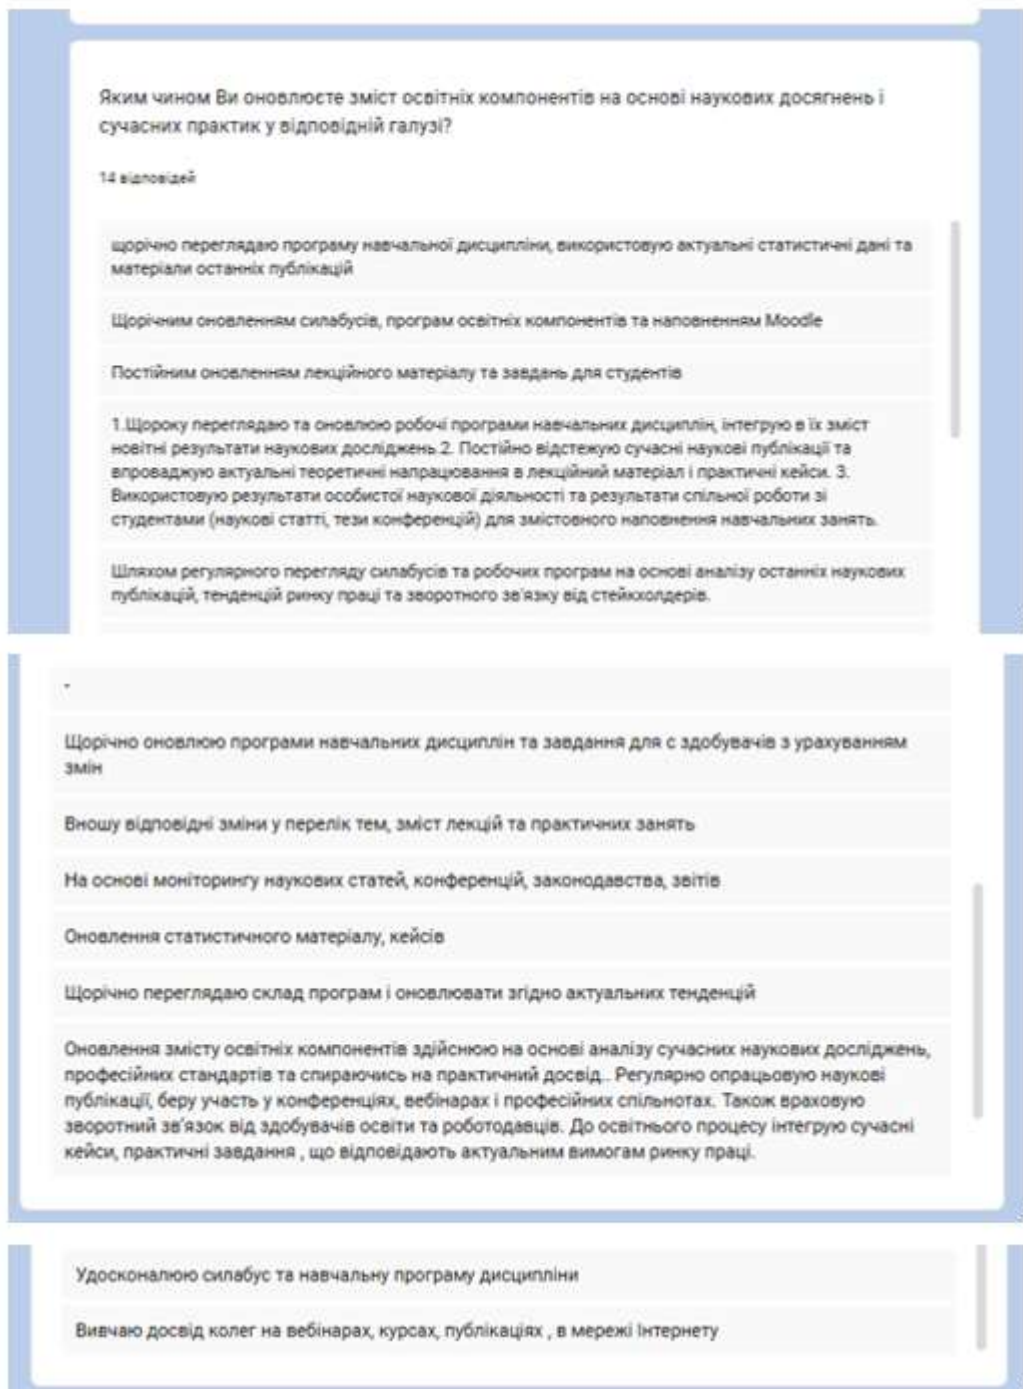 Яким чином Ви оновлюєте зміст освітніх компонентів на основі наукових досягнень і
сучасних практик у відповідній галузі?
14 відповідей
щорічно переглядаю програму навчальної дисципліни, використовую актуальні статистичні дані та
матеріали останніх публікацій
Щорічним оновленням силабусів, програм освітніх компонентів та наповненням Moodle
Постійним оновленням лекційного матеріалу та завдань для студентів
1.Щороку переглядаю та оновлюю робочі програми навчальних дисциплін, інтегрую в їх зміст
новітні результати наукових досліджень 2. Постійно відстежую сучасні наукові публікації та
впроваджую актуальні теоретичні напрацювання в лекційний матеріал і практичні кейси. 3.
Використовую результати особистої наукової діяльності та результати спільної роботи зі
студентами (наукові статті, тези конференцій) для змістовного наповнення навчальних занять.
Шляхом регулярного перегляду силабусів та робочих програм на основі аналізу останніх наукових
публікацій, тенденцій ринку праці та зворотного зв'язку від стейкхолдерів.
-
Щорічно оновлюю програми навчальних дисциплін та завдання для с здобувачів з урахуванням
змін
Вношу відповідні зміни у перелік тем, зміст лекцій та практичних занять
На основі моніторингу наукових статей, конференцій, законодавства, звітів
Оновлення статистичного матеріалу, кейсів
Щорічно переглядаю склад програм і оновлювати згідно актуальних тенденцій
Оновлення змісту освітніх компонентів здійснюю на основі аналізу сучасних наукових досліджень,
професійних стандартів та спираючись на практичний досвід.. Регулярно опрацьовую наукові
публікації, беру участь у конференціях, вебінарах і професійних спільнотах. Також враховую
зворотний зв'язок від здобувачів освіти та роботодавців. До освітнього процесу інтегрую сучасні
кейси, практичні завдання , що відповідають актуальним вимогам ринку праці.
Удосконалюю силабус та навчальну програму дисципліни
Вивчаю досвід колег на вебінарах, курсах, публікаціях , в мережі Інтернету